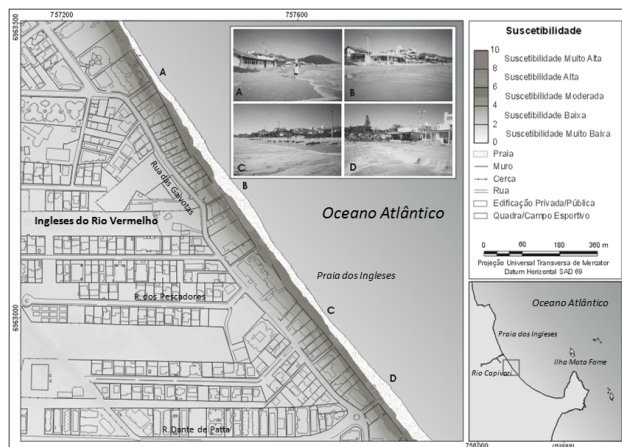 757200
757600
6963500
6963000
A
B
C
D
A
B
C
D
Rua das Gaivotas
Ingleses do Rio Vermelho
R. dos Pescadores
R. Dante de Patta
Oceano Atlântico
Praia dos Ingleses
Suscetibilidade
10
8
6
4
2
0
Suscetibilidade Muito Alta
Suscetibilidade Alta
Suscetibilidade Moderada
Suscetibilidade Baixa
Suscetibilidade Muito Baixa
Praia
Muro
Cerca
Rua
Edificação Privada/Pública
Quadra/Campo Esportivo
0 60 180 360 m
Projeção Universal Transversa de Mercator
Datum Horizontal SAD 69
Oceano Atlântico
Praia dos Ingleses
Ilha Mata Fome
Rio Capivari